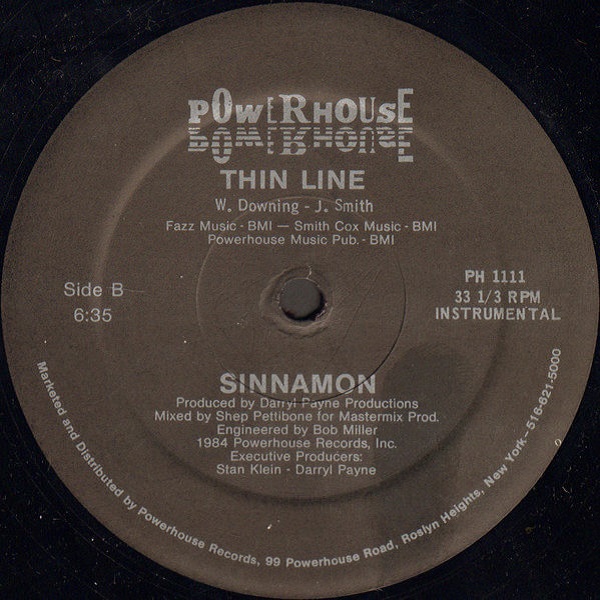 POWERHOUSE
THIN LINE
W. Downing - J. Smith
Fazz Music - BMI — Smith Cox Music - BMI
Powerhouse Music Pub. - BMI
Side B
6:35
PH 1111
33 1/3 RPM
INSTRUMENTAL
SINNAMON
Produced by Darryl Payne Productions
Mixed by Shep Pettibone for Mastermix Prod.
Engineered by Bob Miller
1984 Powerhouse Records, Inc.
Executive Producers:
Stan Klein - Darryl Payne
Marketed and Distributed by Powerhouse Records, 99 Powerhouse Road, Roslyn Heights, New York—516-621-5000